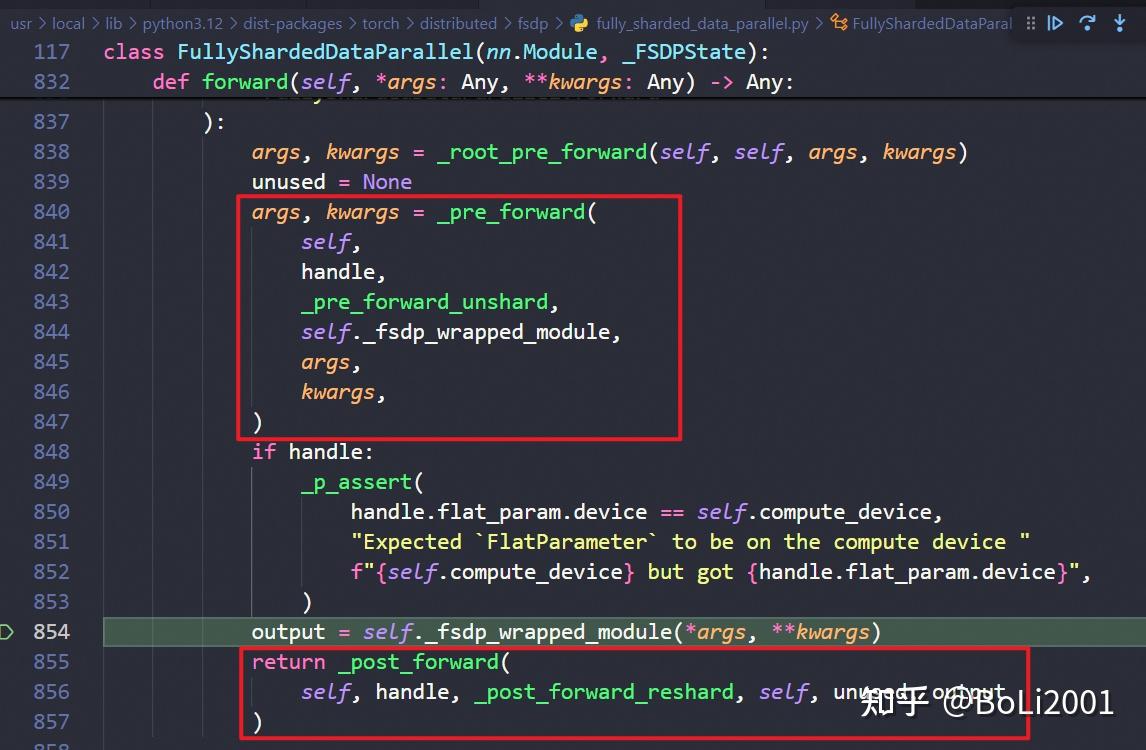 usr > local > lib > python3.12 > dist-packages > torch > distributed > fsdp > fully_sharded_data_parallel.py > FullyShardedDataParal
117 class FullyShardedDataParallel(nn.Module, _FSDPState):
832     def forward(self, *args: Any, **kwargs: Any) -> Any:
837         ):
838             args, kwargs = _root_pre_forward(self, self, args, kwargs)
839             unused = None
840             args, kwargs = _pre_forward(
841                 self,
842                 handle,
843                 _pre_forward_unshard,
844                 self._fsdp_wrapped_module,
845                 args,
846                 kwargs,
847             )
848             if handle:
849                 _p_assert(
850                     handle.flat_param.device == self.compute_device,
851                     "Expected `FlatParameter` to be on the compute device "
852                     f"{self.compute_device} but got {handle.flat_param.device}",
853                 )
854             output = self._fsdp_wrapped_module(*args, **kwargs)
855             return _post_forward(
856                 self, handle, _post_forward_reshard, self, unused, output
857             )
知乎 @BoLi2001